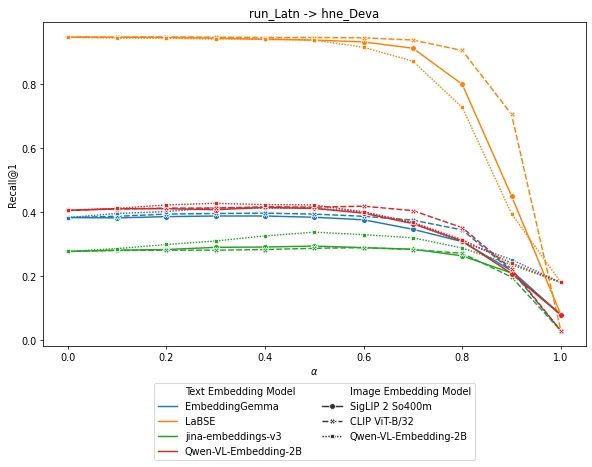 run_Latn -> hne_Deva
Recall@1
0.8
0.6
0.4
0.2
0.0
0.0 0.2 0.4 0.6 0.8 1.0
α
Text Embedding Model Image Embedding Model
EmbeddingGemma SigLIP 2 So400m
LaBSE CLIP ViT-B/32
jina-embeddings-v3 Qwen-VL-Embedding-2B
Qwen-VL-Embedding-2B